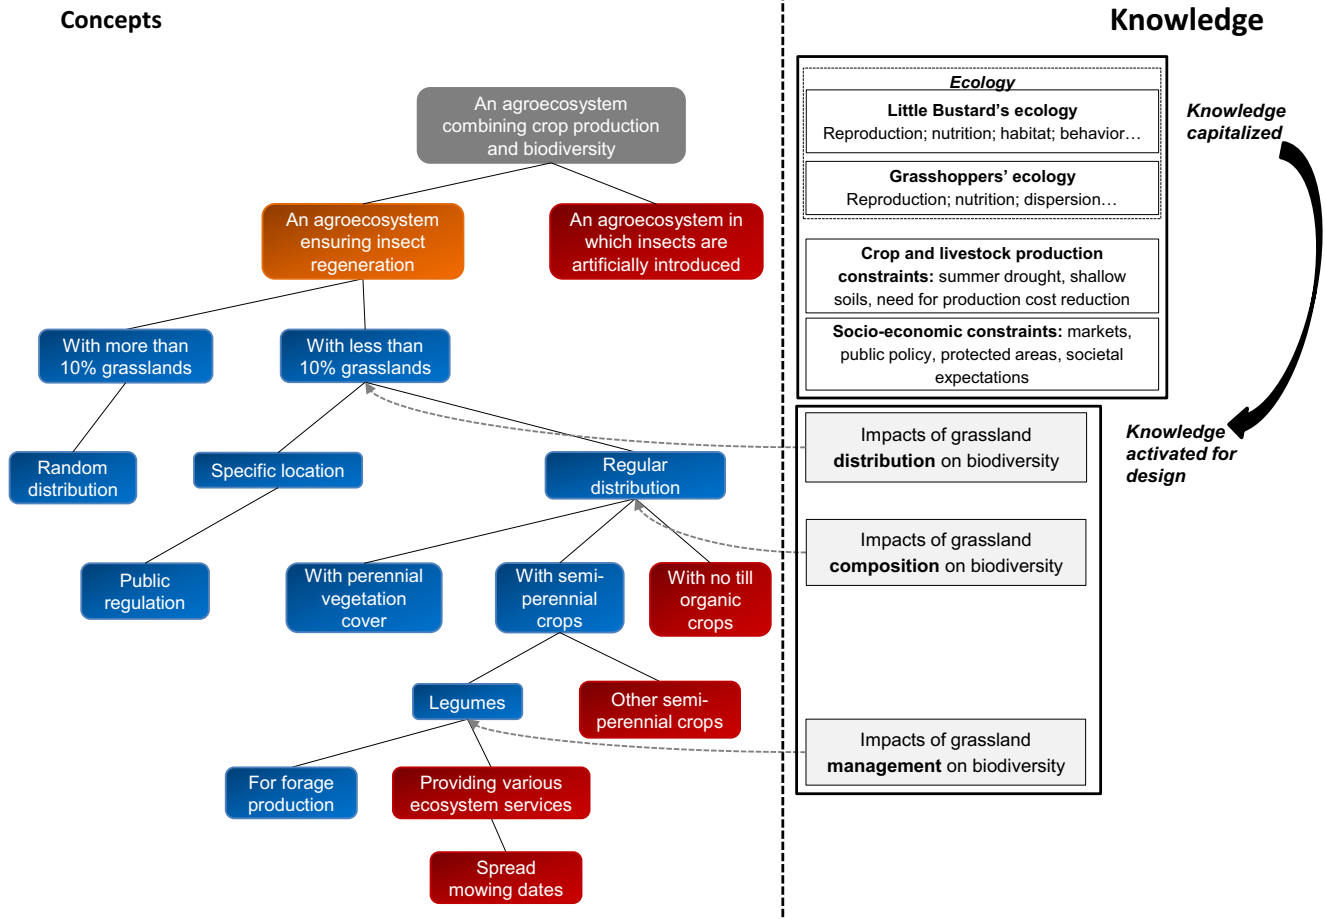 Concepts
Knowledge
An agroecosystem
combining crop production
and biodiversity
An agroecosystem
ensuring insect
regeneration
An agroecosystem in
which insects are
artificially introduced
With more than
10% grasslands
With less than
10% grasslands
Random
distribution
Specific location
Regular
distribution
Public
regulation
With perennial
vegetation
cover
With semi-
perennial
crops
With no till
organic
crops
Legumes
Other semi-
perennial crops
For forage
production
Providing various
ecosystem services
Spread
mowing dates
Ecology
Little Bustard's ecology
Reproduction; nutrition; habitat; behavior…
Grasshoppers' ecology
Reproduction; nutrition; dispersion…
Crop and livestock production
constraints: summer drought, shallow
soils, need for production cost reduction
Socio-economic constraints: markets,
public policy, protected areas, societal
expectations
Knowledge
capitalized
Impacts of grassland
distribution on biodiversity
Knowledge
activated for
design
Impacts of grassland
composition on biodiversity
Impacts of grassland
management on biodiversity